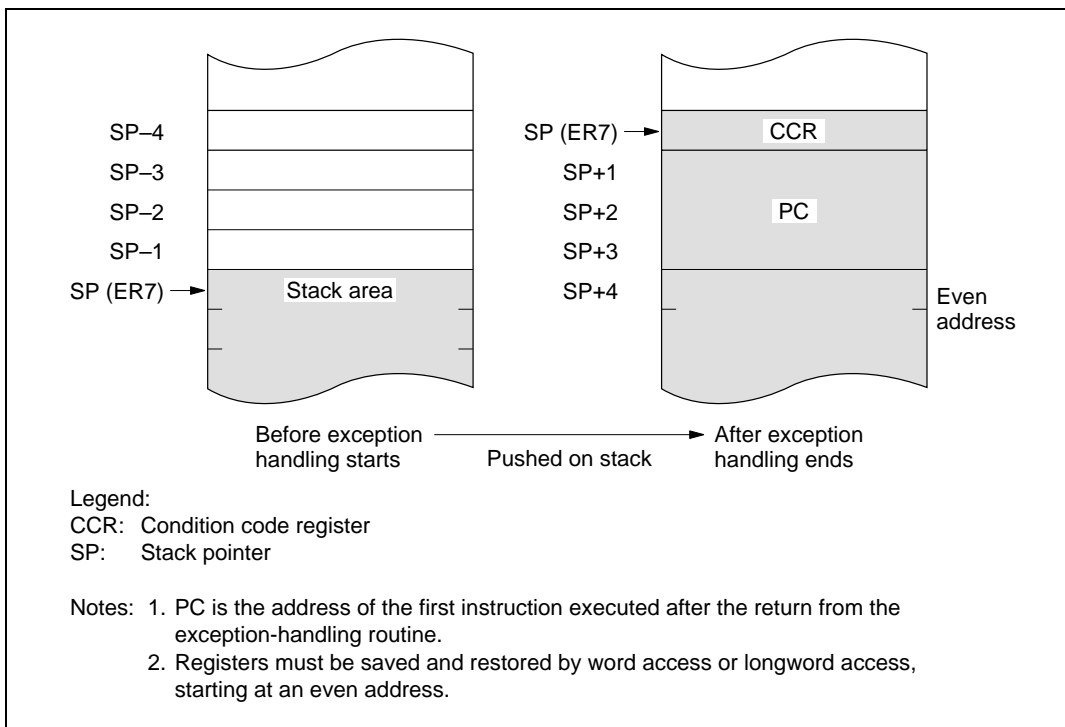 SP–4
SP–3
SP–2
SP–1
SP (ER7)
Stack area
SP (ER7)
SP+1
SP+2
SP+3
SP+4
CCR
PC
Even
address
Before exception
handling starts
Pushed on stack
After exception
handling ends
Legend:
CCR: Condition code register
SP: Stack pointer
Notes: 1. PC is the address of the first instruction executed after the return from the
exception-handling routine.
2. Registers must be saved and restored by word access or longword access,
starting at an even address.